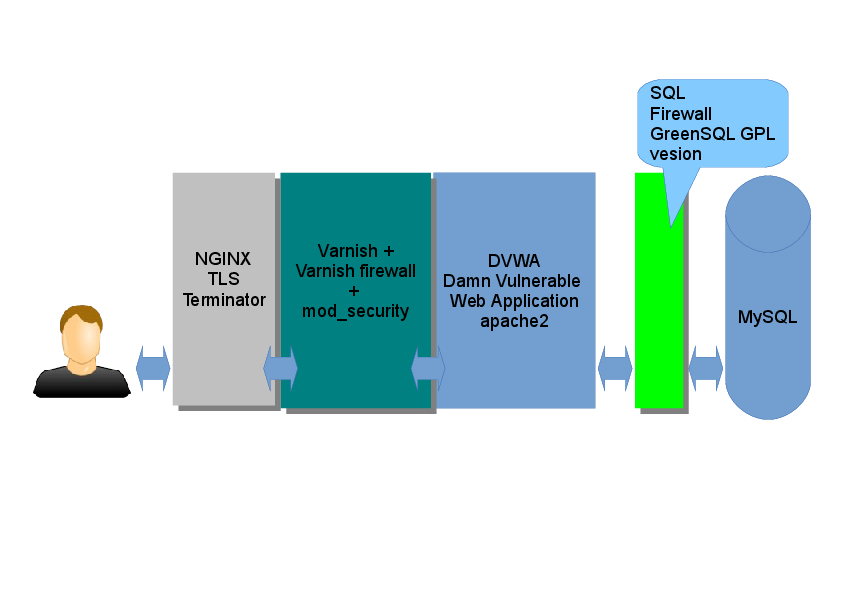 SQL
Firewall
GreenSQL GPL
vesion
NGINX
TLS
Terminator
Varnish +
Varnish firewall
+
mod_security
DVWA
Damn Vulnerable
Web Application
apache2
MySQL